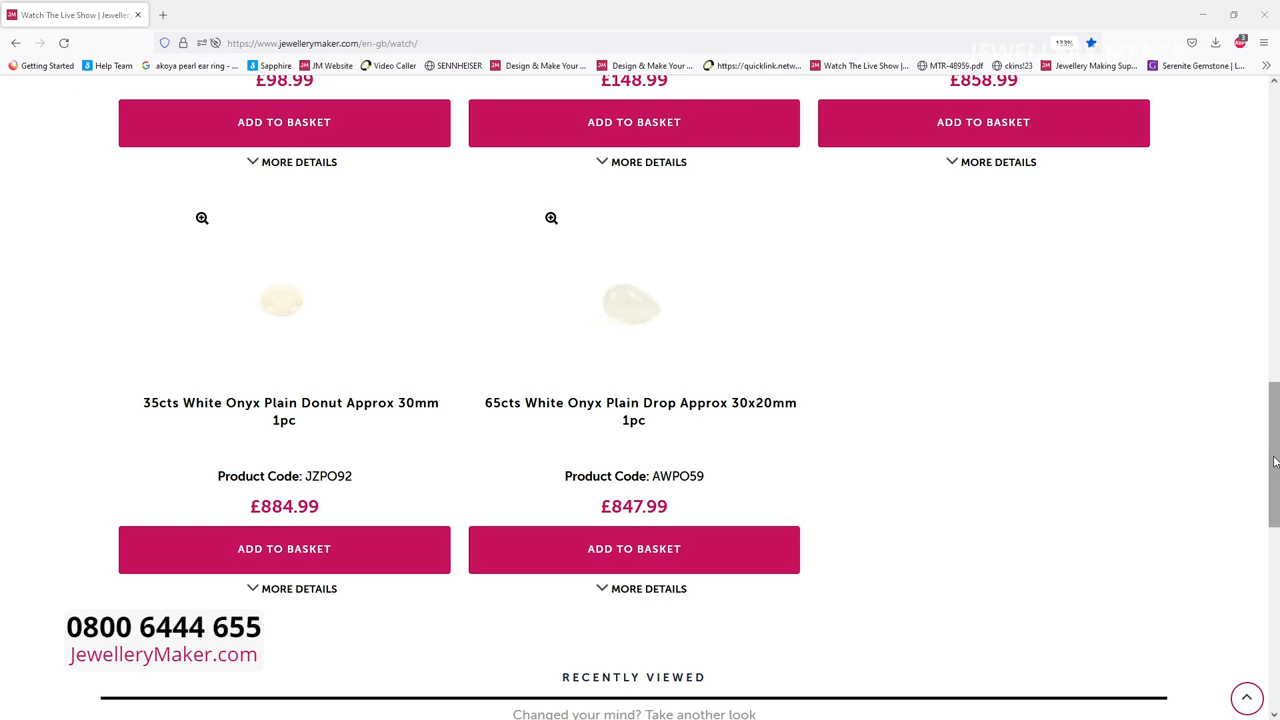 Watch The Live Show | Jeweller
https://www.jewellerymaker.com/en-gb/watch/
133%
3
Getting Started
Help Team
akoya pearl ear ring - ...
Sapphire
JM Website
Video Caller
SENNHEISER
Design & Make Your ...
Design & Make Your ...
https://quicklink.netw...
Watch The Live Show |...
MTR-48959.pdf
ckins!23
Jewellery Making Sup...
Serenite Gemstone | L...
£98.99
£148.99
£858.99
ADD TO BASKET
ADD TO BASKET
ADD TO BASKET
MORE DETAILS
MORE DETAILS
MORE DETAILS
35cts White Onyx Plain Donut Approx 30mm
1pc
65cts White Onyx Plain Drop Approx 30x20mm
1pc
Product Code: JZPO92
Product Code: AWPO59
£884.99
£847.99
ADD TO BASKET
ADD TO BASKET
MORE DETAILS
MORE DETAILS
0800 6444 655
JewelleryMaker.com
RECENTLY VIEWED
Changed your mind? Take another look